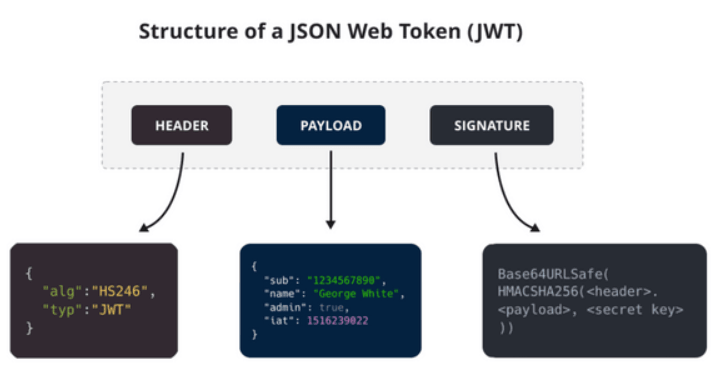 Structure of a JSON Web Token (JWT)
HEADER
PAYLOAD
SIGNATURE
{
"alg":"HS246",
"typ":"JWT"
}
{
"sub": "1234567890",
"name": "George White",
"admin": true,
"iat": 1516239022
}
Base64URLSafe(
HMACSHA256(<header>.
<payload>, <secret key>
))